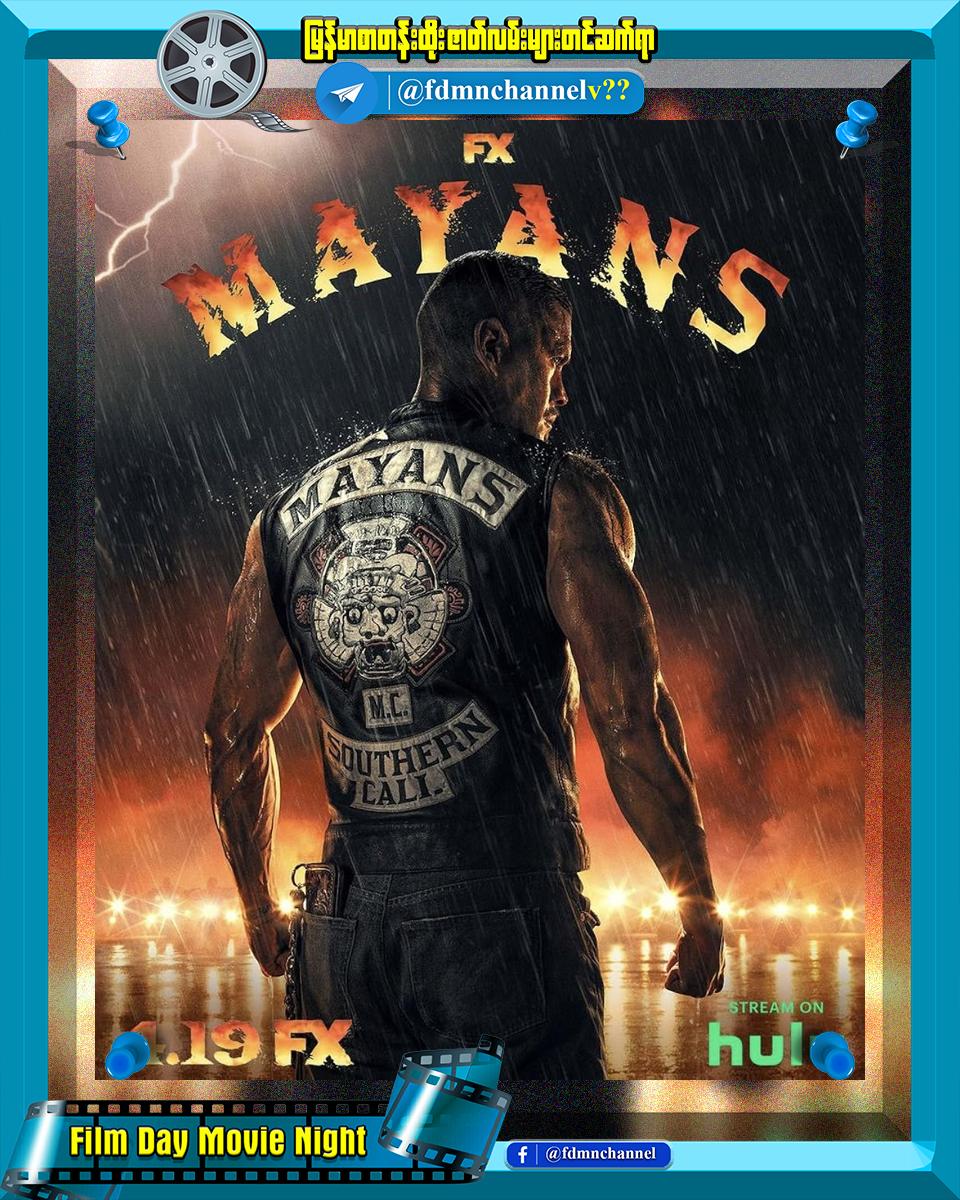 မြန်မာစာတန်းထိုးဇာတ်လမ်းများတင်ဆက်ရာ
@fdmnchannelv??
FX
MAYANS
MAYANS
M.C.
SOUTHERN
CALI.
STREAM ON
4.19 FX
hulu
Film Day Movie Night
@fdmnchannel